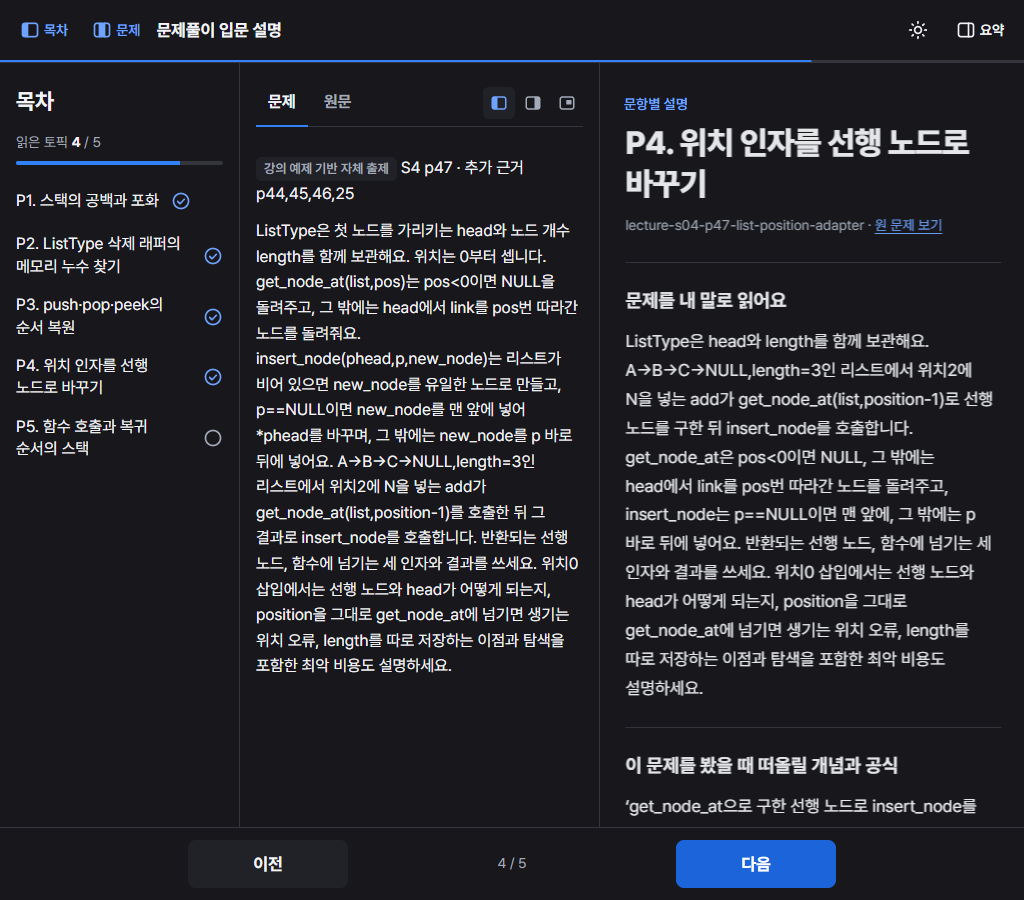 목차 문제 문제풀이 입문 설명 요약
목차
읽은 토픽 4 / 5
P1. 스택의 공백과 포화
P2. ListType 삭제 래퍼의
메모리 누수 찾기
P3. push·pop·peek의
순서 복원
P4. 위치 인자를 선행
노드로 바꾸기
P5. 함수 호출과 복귀
순서의 스택
문제 원문
강의 예제 기반 자체 출제 S4 p47 · 추가 근거
p44,45,46,25
ListType은 첫 노드를 가리키는 head와 노드 개수
length를 함께 보관해요. 위치는 0부터 셉니다.
get_node_at(list,pos)는 pos<0이면 NULL을
돌려주고, 그 밖에는 head에서 link를 pos번 따라간
노드를 돌려줘요.
insert_node(phead,p,new_node)는 리스트가
비어 있으면 new_node를 유일한 노드로 만들고,
p==NULL이면 new_node를 맨 앞에 넣어
*phead를 바꾸며, 그 밖에는 new_node를 p 바로
뒤에 넣어요. A→B→C→NULL,length=3인
리스트에서 위치2에 N을 넣는 add가
get_node_at(list,position-1)를 호출한 뒤 그
결과로 insert_node를 호출합니다. 반환되는 선행
노드, 함수에 넘기는 세 인자와 결과를 쓰세요. 위치0
삽입에서는 선행 노드와 head가 어떻게 되는지,
position을 그대로 get_node_at에 넘기면 생기는
위치 오류, length를 따로 저장하는 이점과 탐색을
포함한 최악 비용도 설명하세요.
문항별 설명
P4. 위치 인자를 선행 노드로
바꾸기
lecture-s04-p47-list-position-adapter · 원 문제 보기
문제를 내 말로 읽어요
ListType은 head와 length를 함께 보관해요.
A→B→C→NULL,length=3인 리스트에서 위치2에
N을 넣는 add가 get_node_at(list,position-1)로 선행
노드를 구한 뒤 insert_node를 호출합니다.
get_node_at은 pos<0이면 NULL, 그 밖에는
head에서 link를 pos번 따라간 노드를 돌려주고,
insert_node는 p==NULL이면 맨 앞에, 그 밖에는 p
바로 뒤에 넣어요. 반환되는 선행 노드, 함수에 넘기는 세
인자와 결과를 쓰세요. 위치0 삽입에서는 선행 노드와
head가 어떻게 되는지, position을 그대로
get_node_at에 넘기면 생기는 위치 오류, length를
따로 저장하는 이점과 탐색을 포함한 최악 비용도
설명하세요.
이 문제를 봤을 때 떠올릴 개념과 공식
‘get_node_at으로 구한 선행 노드로 insert_node를
이전 4 / 5 다음